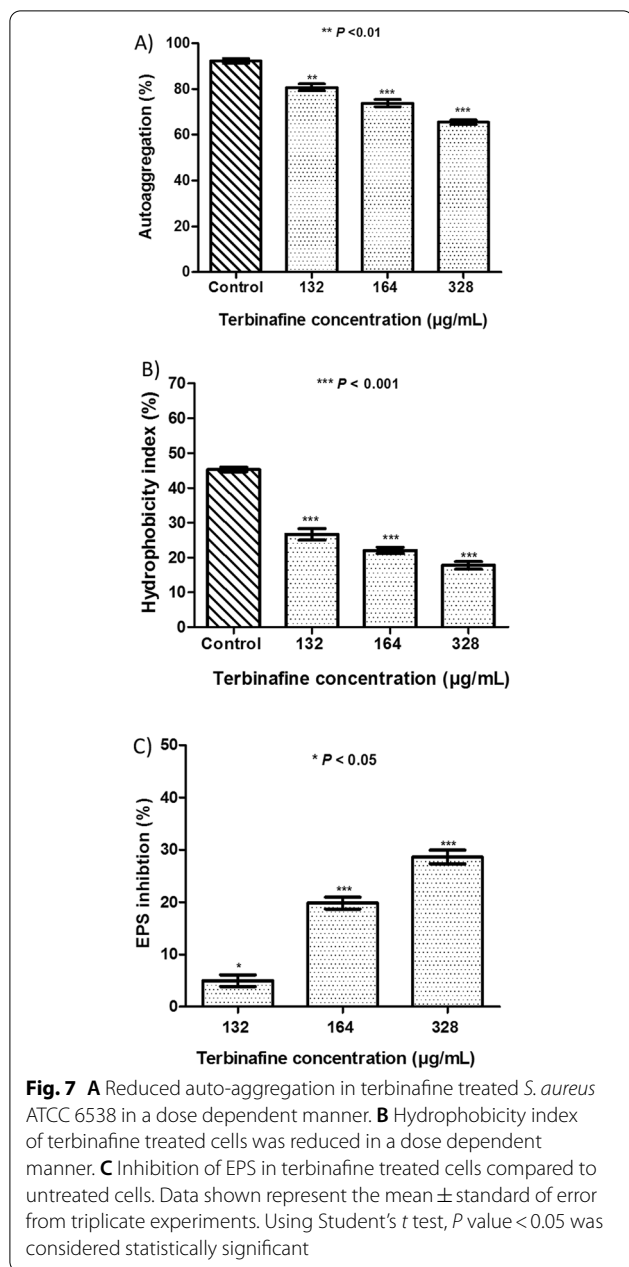 A)
** P <0.01
100
80
60
40
20
0
Autoaggregation (%)
**
***
***
Control 132 164 328
Terbinafine concentration (µg/mL)
B)
*** P < 0.001
70
60
50
40
30
20
10
0
Hydrophobicity index (%)
***
***
***
Control 132 164 328
Terbinafine concentration (µg/mL)
C)
* P < 0.05
50
40
30
20
10
0
EPS inhibtion (%)
*
***
***
132 164 328
Terbinafine concentration (µg/mL)
Fig. 7 A Reduced auto-aggregation in terbinafine treated S. aureus
ATCC 6538 in a dose dependent manner. B Hydrophobicity index
of terbinafine treated cells was reduced in a dose dependent
manner. C Inhibition of EPS in terbinafine treated cells compared to
untreated cells. Data shown represent the mean ± standard of error
from triplicate experiments. Using Student's t test, P value < 0.05 was
considered statistically significant